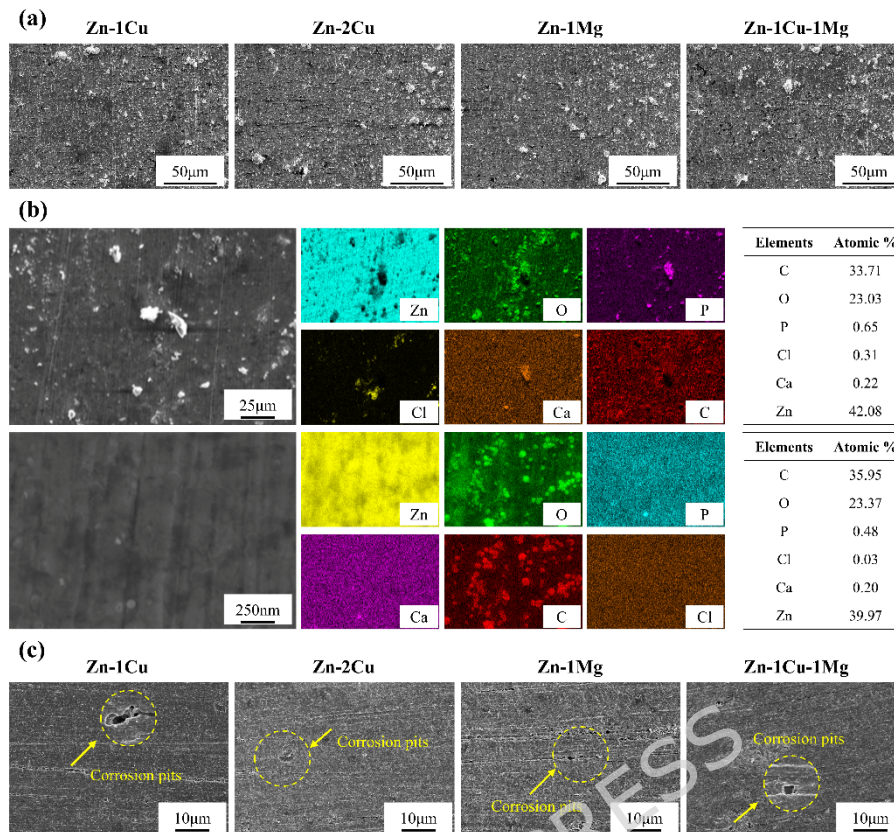 (a)
Zn-1Cu Zn-2Cu Zn-1Mg Zn-1Cu-1Mg
50μm 50μm 50μm 50μm
(b)
25μm
Zn O P
Cl Ca C
Elements Atomic %
C 33.71
O 23.03
P 0.65
Cl 0.31
Ca 0.22
Zn 42.08
250nm
Zn O P
Ca C Cl
Elements Atomic %
C 35.95
O 23.37
P 0.48
Cl 0.03
Ca 0.20
Zn 39.97
(c)
Zn-1Cu Zn-2Cu Zn-1Mg Zn-1Cu-1Mg
Corrosion pits Corrosion pits Corrosion pits Corrosion pits
10μm 10μm 10μm 10μm
PRESS